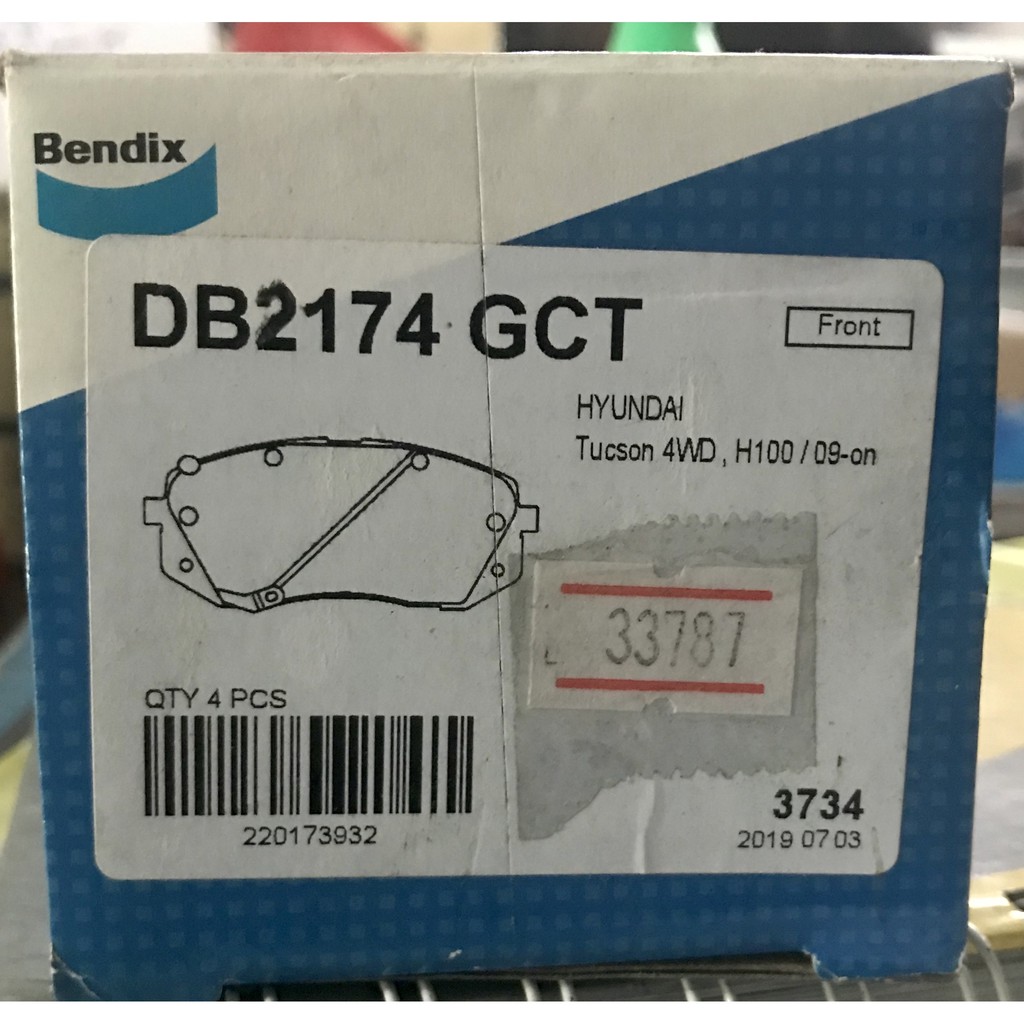 Bendix
DB2174 GCT
Front
HYUNDAI
Tucson 4WD , H100 / 09-on
33787
QTY 4 PCS
220173932
3734
2019 07 03